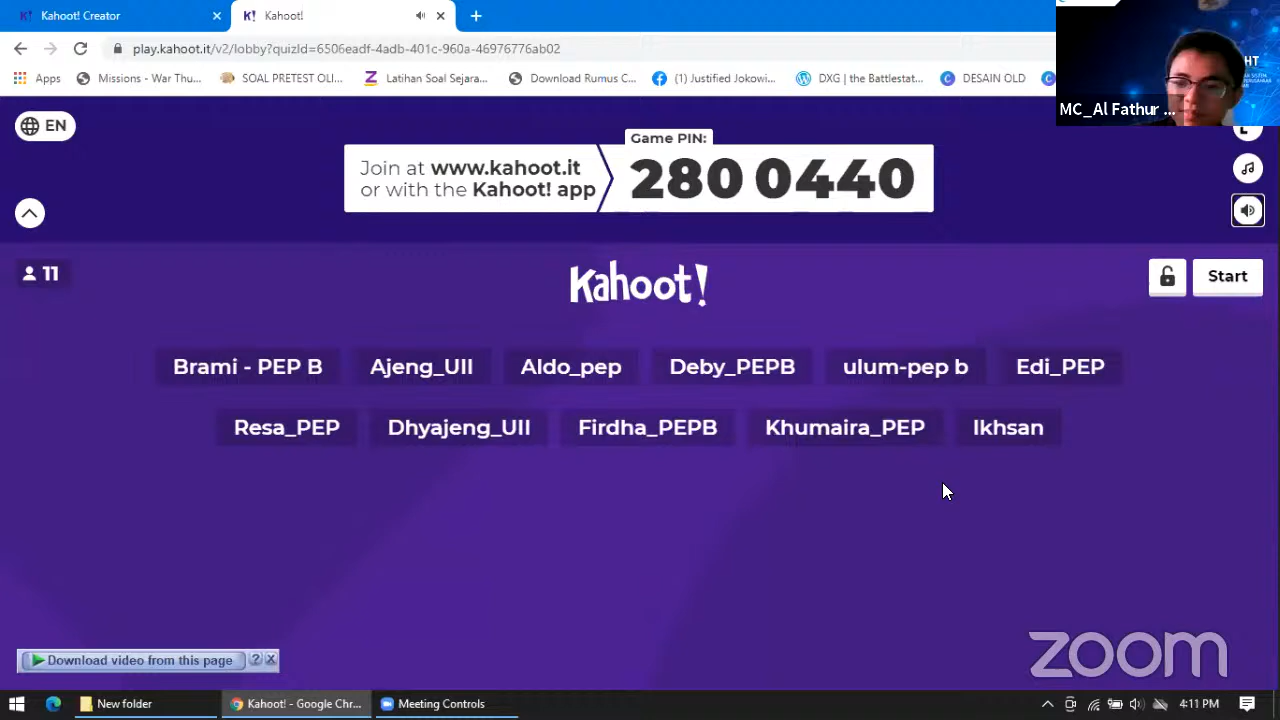 Kahoot! Creator
Kahoot!
play.kahoot.it/v2/lobby?quizId=6506eadf-4adb-401c-960a-46976776ab02
Apps
Missions - War Thu...
SOAL PRETEST OLI...
Latihan Soal Sejara...
Download Rumus C...
(1) Justified Jokowi...
DXG | the Battlestat...
DESAIN OLD
HT
MC_Al Fathur ...
EN
Game PIN:
Join at www.kahoot.it
or with the Kahoot! app
280 0440
11
Kahoot!
Start
Brami - PEP B
Ajeng_UII
Aldo_pep
Deby_PEPB
ulum-pep b
Edi_PEP
Resa_PEP
Dhyajeng_UII
Firdha_PEPB
Khumaira_PEP
Ikhsan
Download video from this page
zoom
New folder
Kahoot! - Google Chr...
Meeting Controls
4:11 PM